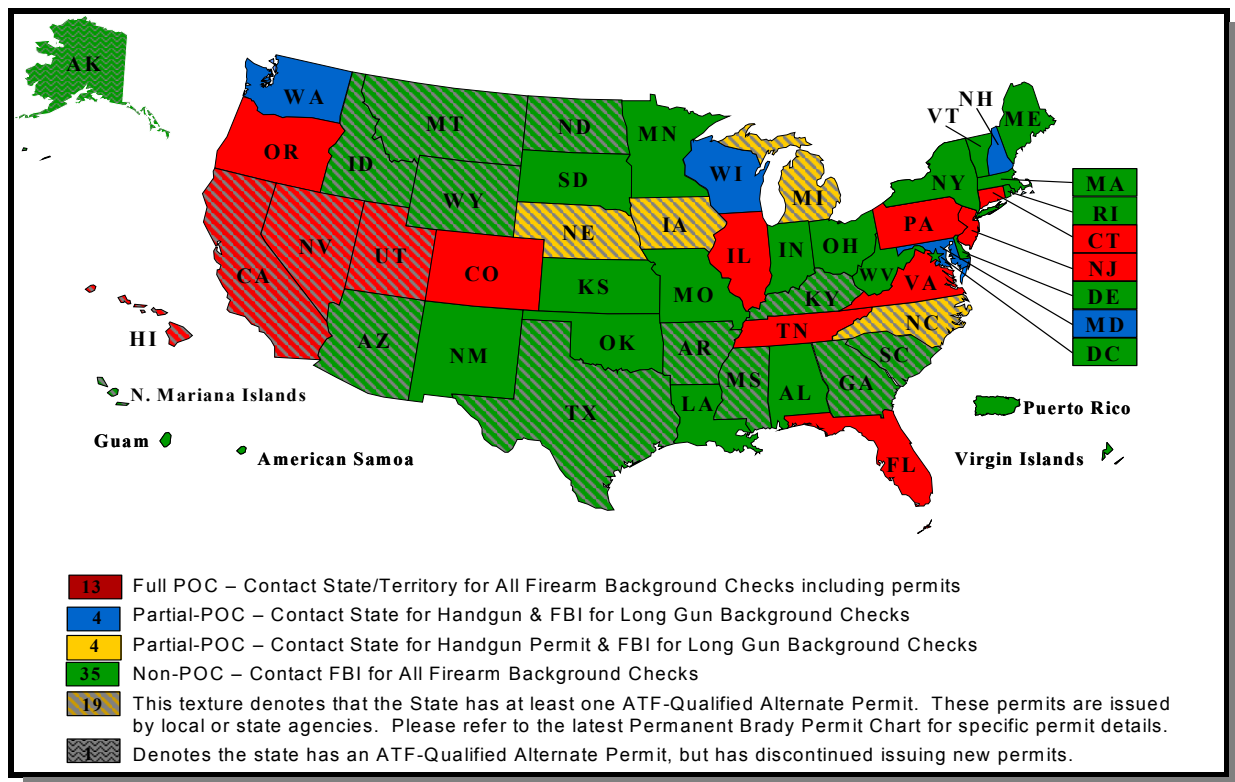 AK
WA
OR
CA
NV
ID
MT
WY
UT
AZ
CO
NM
ND
SD
NE
KS
OK
TX
MN
IA
MO
AR
LA
WI
IL
MI
IN
OH
KY
TN
MS
AL
GA
FL
SC
NC
VA
WV
PA
NY
VT
NH
ME
MA
RI
CT
NJ
DE
MD
DC
HI
N. Mariana Islands
Guam
American Samoa
Puerto Rico
Virgin Islands
13 Full POC – Contact State/Territory for All Firearm Background Checks including permits
4 Partial-POC – Contact State for Handgun & FBI for Long Gun Background Checks
4 Partial-POC – Contact State for Handgun Permit & FBI for Long Gun Background Checks
35 Non-POC – Contact FBI for All Firearm Background Checks
19 This texture denotes that the State has at least one ATF-Qualified Alternate Permit. These permits are issued
by local or state agencies. Please refer to the latest Permanent Brady Permit Chart for specific permit details.
1 Denotes the state has an ATF-Qualified Alternate Permit, but has discontinued issuing new permits.